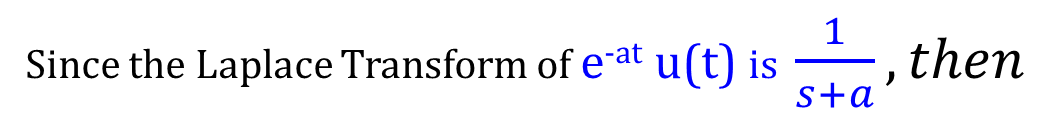 Since the Laplace Transform of e^-at u(t) is 1/(s+a), then